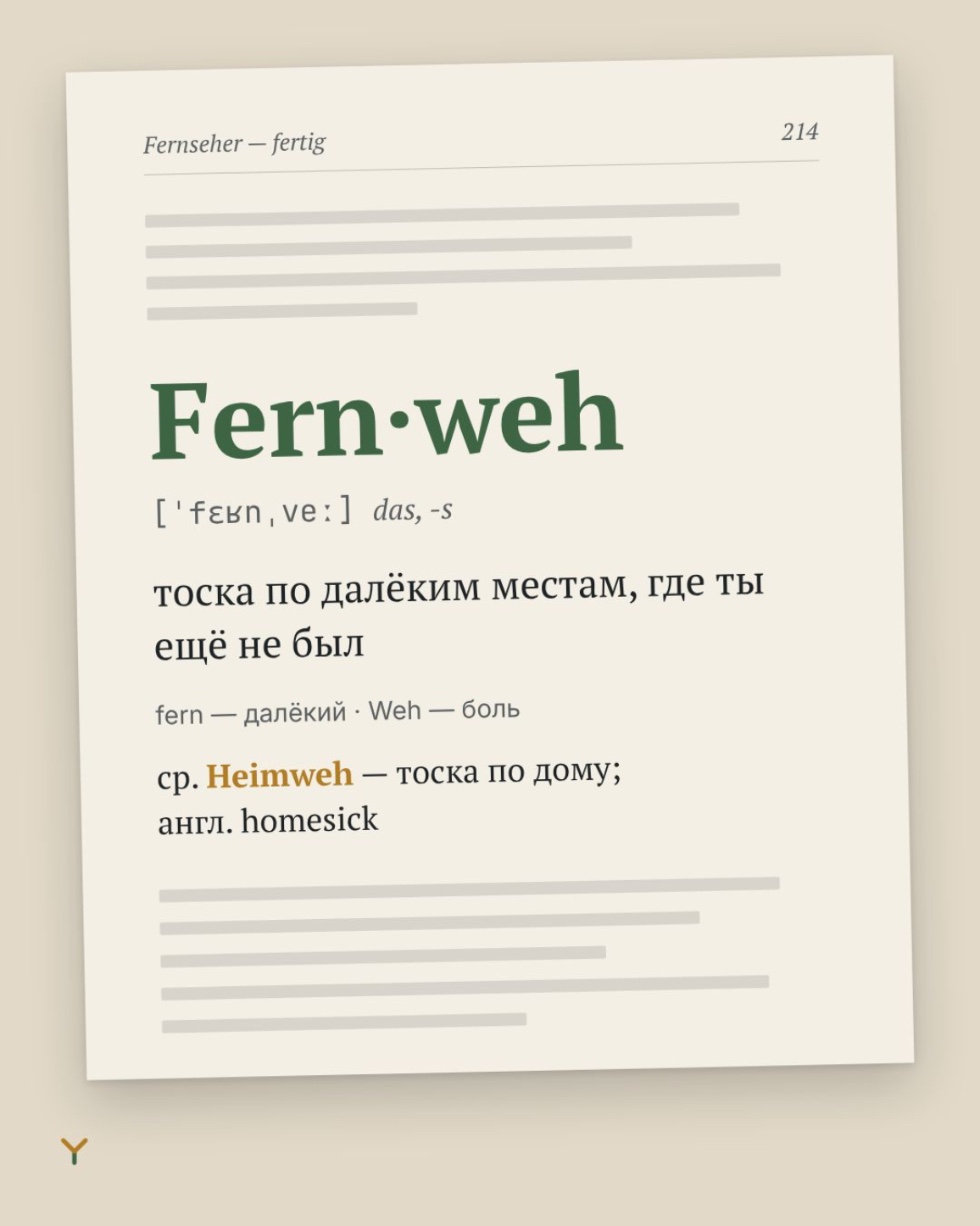 Fernseher — fertig
214
Fern·weh
[ˈfɛʁnˌveː] das, -s
тоска по далёким местам, где ты
ещё не был
fern — далёкий · Weh — боль
ср. Heimweh — тоска по дому;
англ. homesick